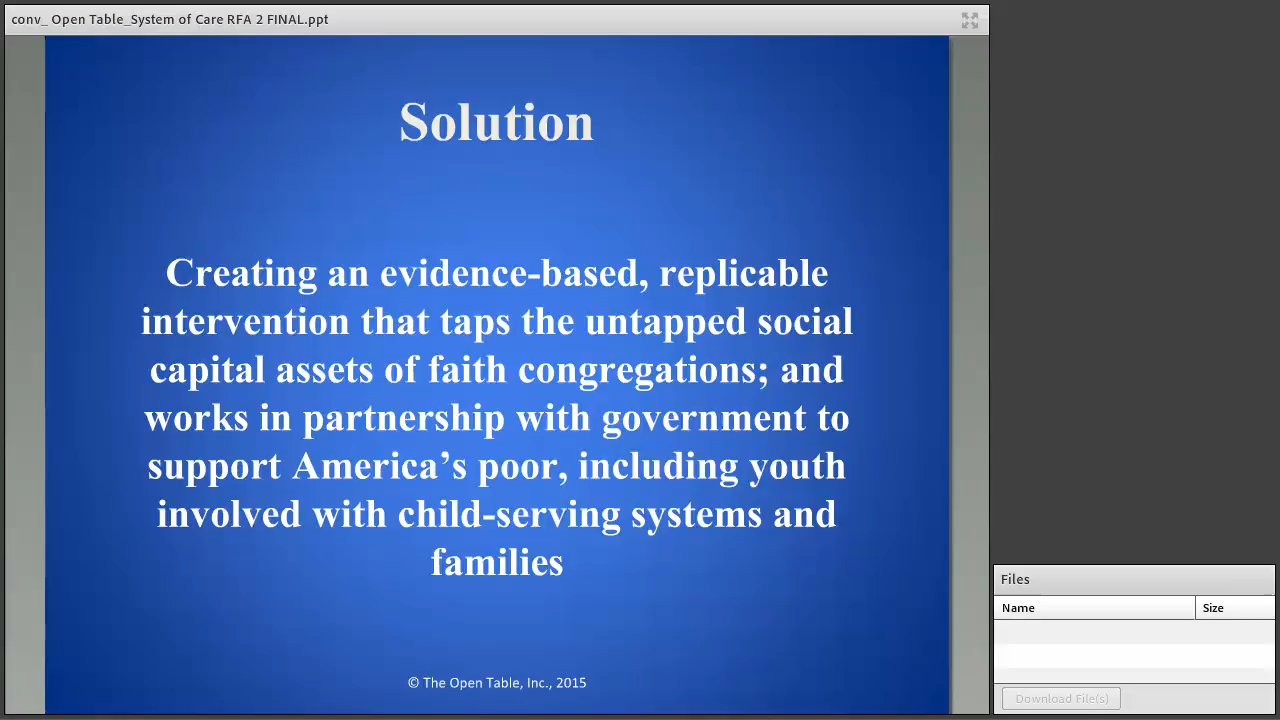 conv_ Open Table_System of Care RFA 2 FINAL.ppt
Solution
Creating an evidence-based, replicable
intervention that taps the untapped social
capital assets of faith congregations; and
works in partnership with government to
support America’s poor, including youth
involved with child-serving systems and
families
© The Open Table, Inc., 2015
Files
Name Size
Download File(s)